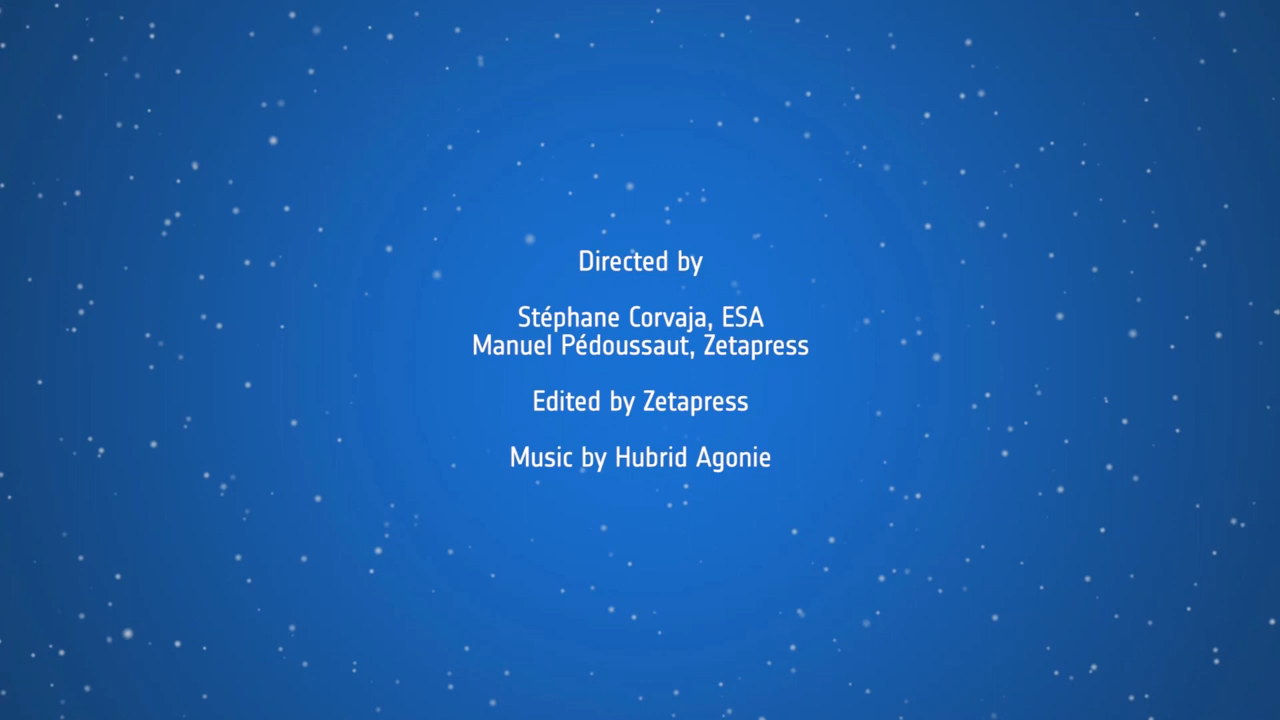 Directed by
Stéphane Corvaja, ESA
Manuel Pédoussaut, Zetapress
Edited by Zetapress
Music by Hubrid Agonie